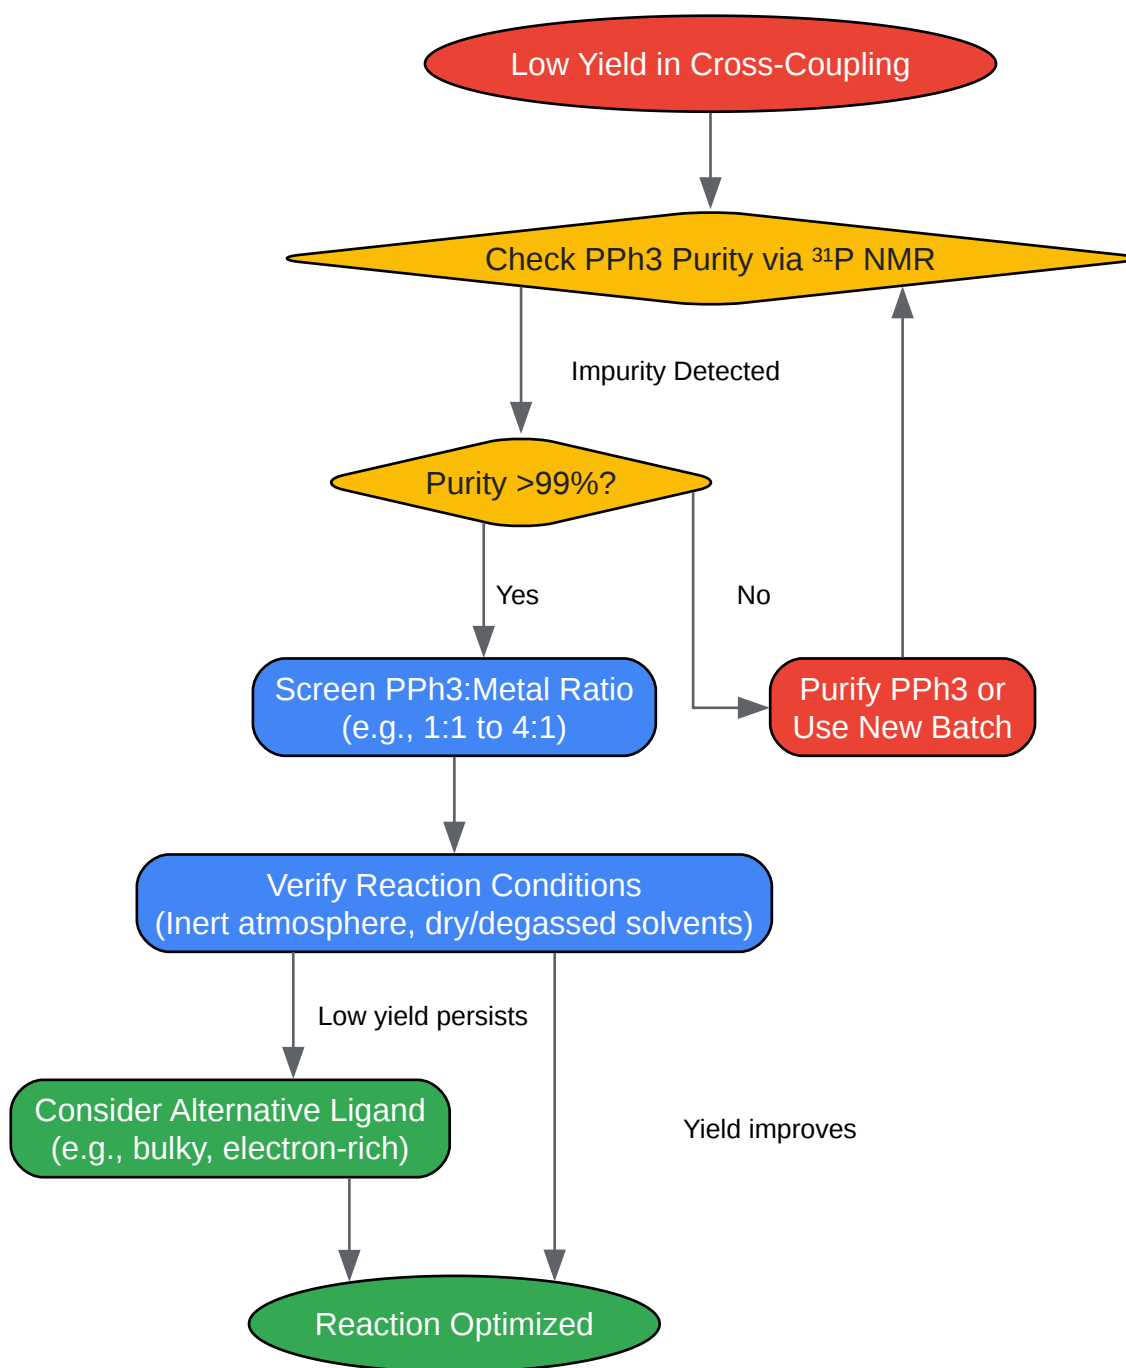 Low Yield in Cross-Coupling
Check PPh3 Purity via ³¹P NMR
Impurity Detected
Purity >99%?
Yes
No
Screen PPh3:Metal Ratio
(e.g., 1:1 to 4:1)
Purify PPh3 or
Use New Batch
Verify Reaction Conditions
(Inert atmosphere, dry/degassed solvents)
Low yield persists
Consider Alternative Ligand
(e.g., bulky, electron-rich)
Yield improves
Reaction Optimized